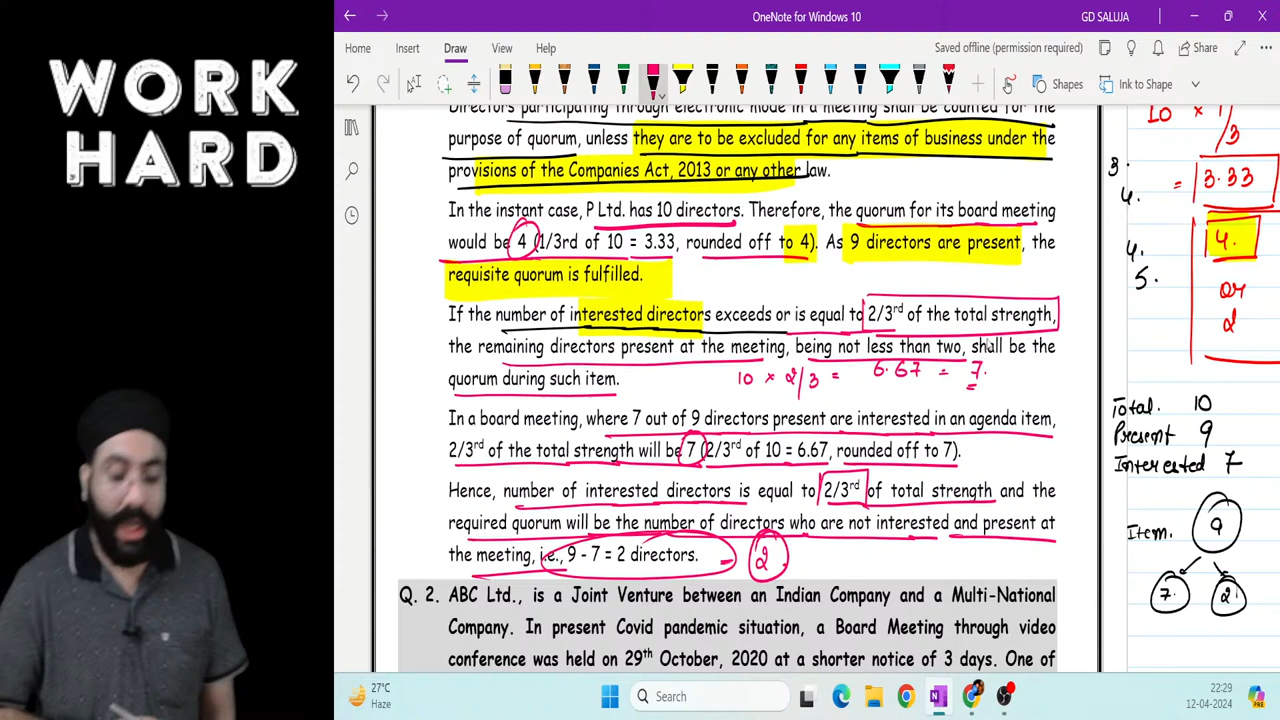 WORK
HARD
OneNote for Windows 10
GD SALUJA
Home Insert Draw View Help
Saved offline (permission required)
Share
Shapes
Ink to Shape
Directors participating through electronic mode in a meeting shall be counted for the
purpose of quorum, unless they are to be excluded for any items of business under the
provisions of the Companies Act, 2013 or any other law.
In the instant case, P Ltd. has 10 directors. Therefore, the quorum for its board meeting
would be 4 (1/3rd of 10 = 3.33, rounded off to 4). As 9 directors are present, the
requisite quorum is fulfilled.
If the number of interested directors exceeds or is equal to 2/3rd of the total strength,
the remaining directors present at the meeting, being not less than two, shall be the
quorum during such item.
10 × 2/3 = 6.67 = 7.
In a board meeting, where 7 out of 9 directors present are interested in an agenda item,
2/3rd of the total strength will be 7 (2/3rd of 10 = 6.67, rounded off to 7).
Hence, number of interested directors is equal to 2/3rd of total strength and the
required quorum will be the number of directors who are not interested and present at
the meeting, i.e., 9 - 7 = 2 directors.
2
Q. 2. ABC Ltd., is a Joint Venture between an Indian Company and a Multi-National
Company. In present Covid pandemic situation, a Board Meeting through video
conference was held on 29th October, 2020 at a shorter notice of 3 days. One of
10 × 1/3
3.
4.
= 3.33
4.
4.
5.
or
2
Total. 10
Present 9
Interested 7
Item. 9
7. 2
27°C
Haze
Search
22:29
12-04-2024